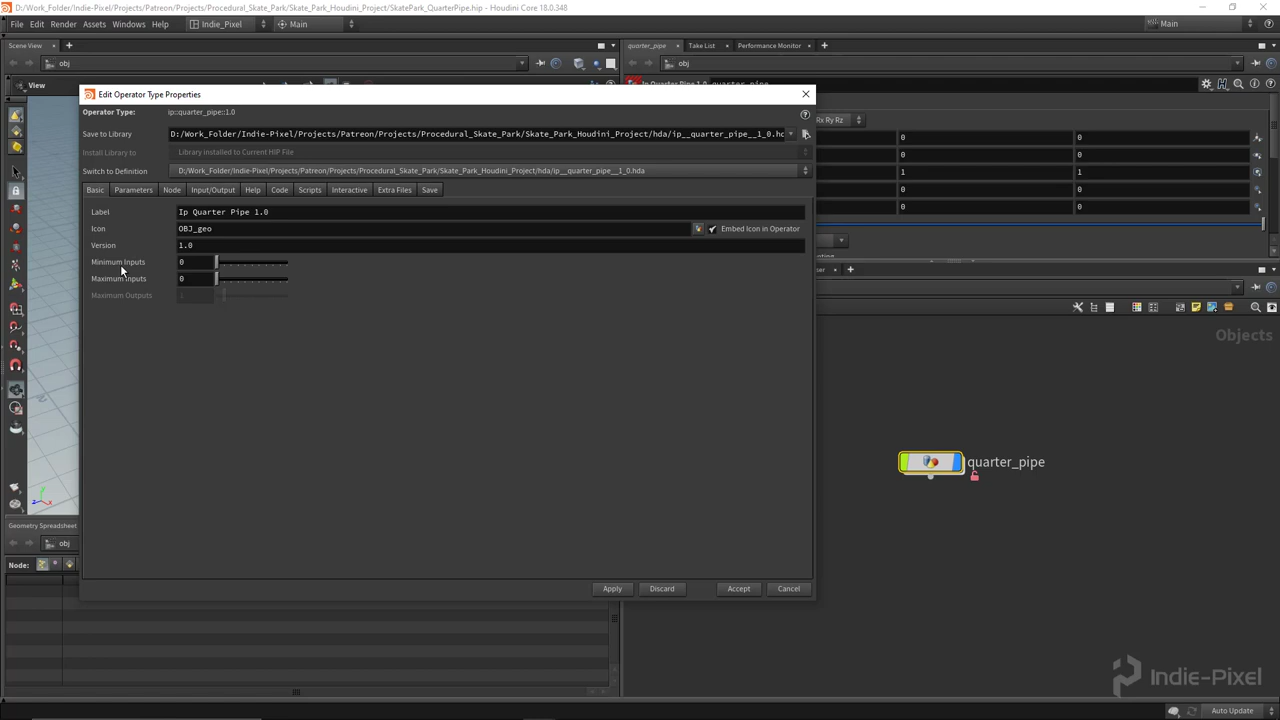 D:/Work_Folder/Indie-Pixel/Projects/Patreon/Projects/Procedural_Skate_Park/Skate_Park_Houdini_Project/SkatePark_QuarterPipe.hip - Houdini Core 18.0.348
File Edit Render Assets Windows Help Indie_Pixel Main Main
Scene View quarter_pipe Take List Performance Monitor
obj obj
View quarter_pipe
Edit Operator Type Properties
Operator Type: ip::quarter_pipe::1.0
Rx Ry Rz
Save to Library D:/Work_Folder/Indie-Pixel/Projects/Patreon/Projects/Procedural_Skate_Park/Skate_Park_Houdini_Project/hda/ip__quarter_pipe__1_0.hd
0 0
Install Library to Library installed to Current HIP File
0 0
Switch to Definition D:/Work_Folder/Indie-Pixel/Projects/Patreon/Projects/Procedural_Skate_Park/Skate_Park_Houdini_Project/hda/ip__quarter_pipe__1_0.hda
1 1
Basic Parameters Node Input/Output Help Code Scripts Interactive Extra Files Save
0 0
Label Ip Quarter Pipe 1.0
0 0
Icon OBJ_geo Embed Icon in Operator
Version 1.0
Minimum Inputs 0
Maximum Inputs 0
Maximum Outputs 1
Objects
quarter_pipe
Geometry Spreadsheet
obj
Node:
Apply Discard Accept Cancel
Indie-Pixel
Auto Update